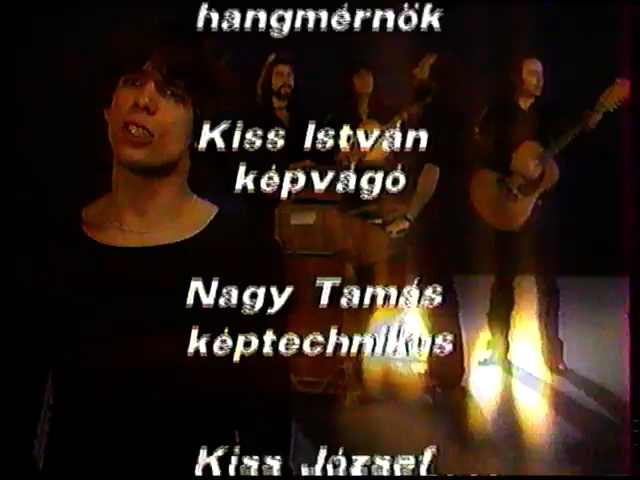 hangmérnök
Kiss István
képvágó
Nagy Tamás
képtechnikus
Kiss József